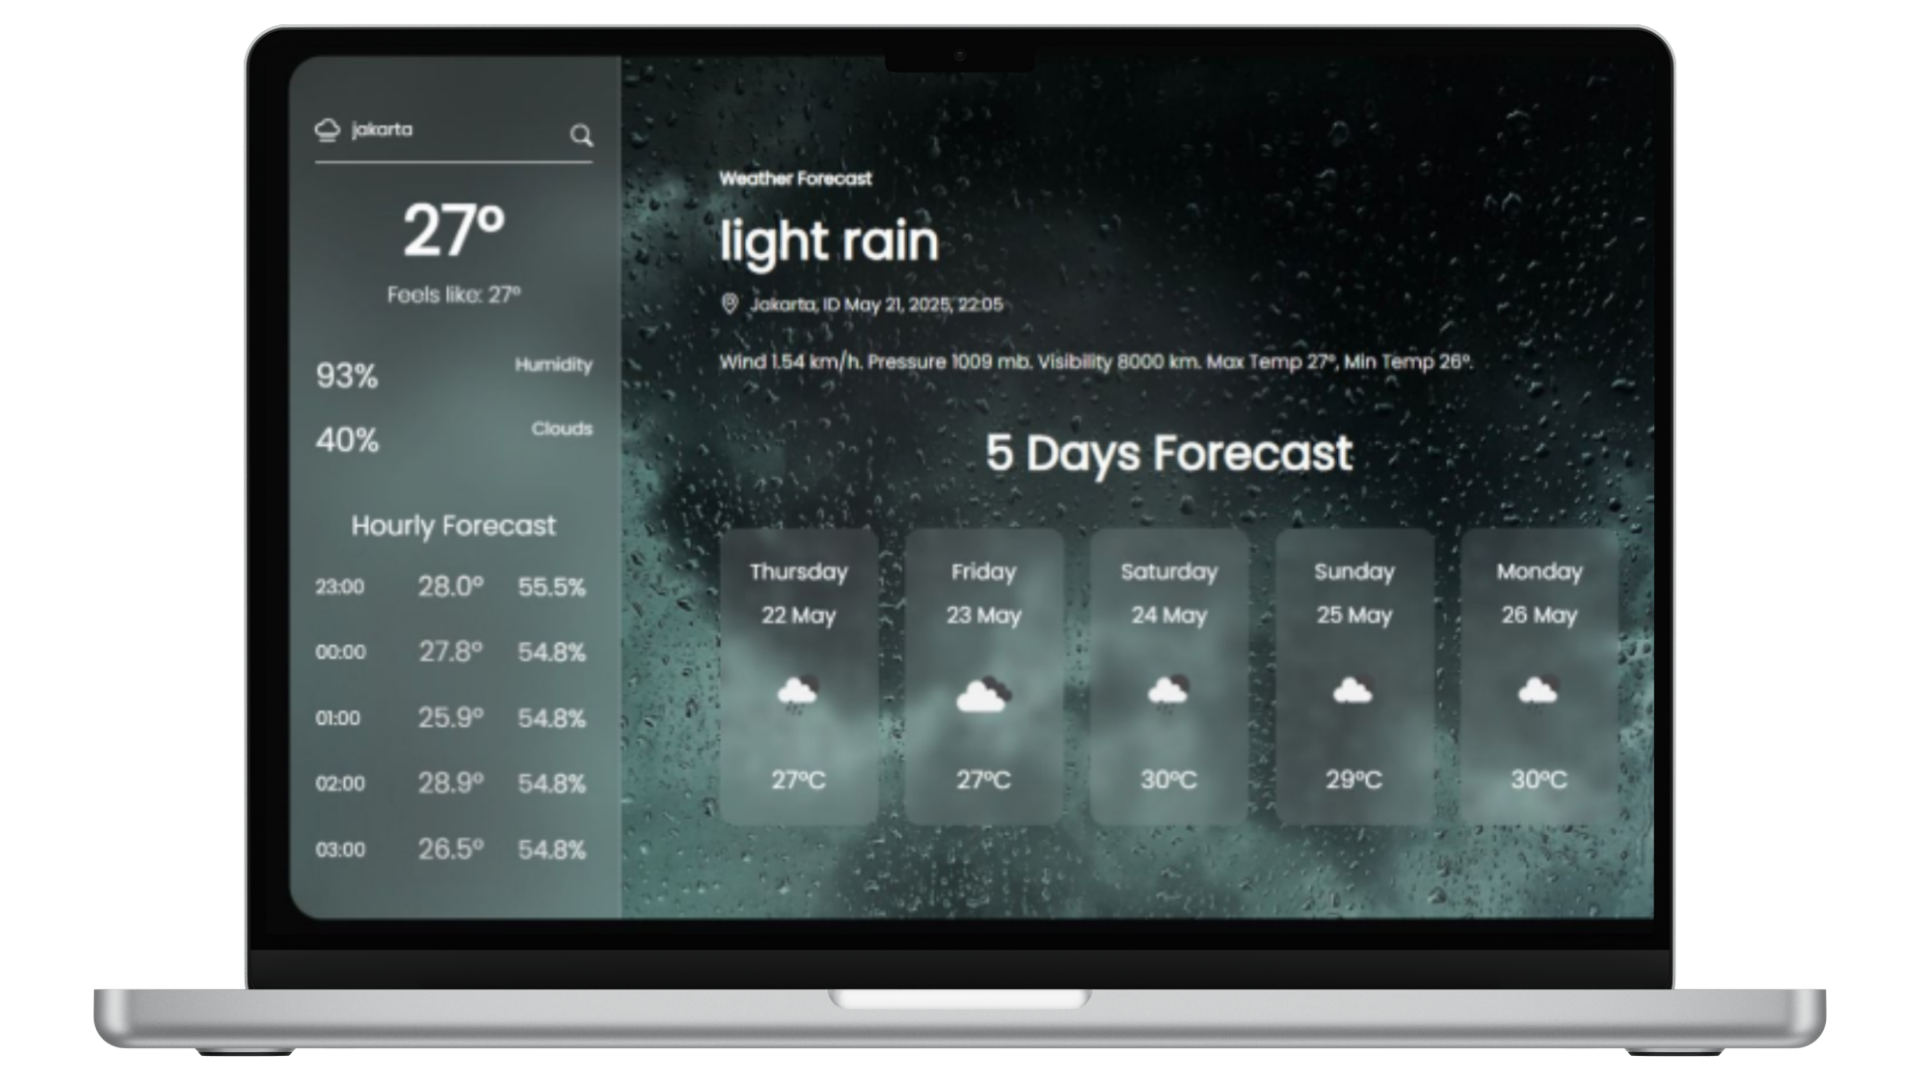 jakarta
27°
Feels like: 27°
93% Humidity
40% Clouds
Hourly Forecast
23:00 28.0° 55.5%
00:00 27.8° 54.8%
01:00 25.9° 54.8%
02:00 28.9° 54.8%
03:00 26.5° 54.8%
Weather Forecast
light rain
Jakarta, ID May 21, 2025, 22:05
Wind 1.54 km/h. Pressure 1009 mb. Visibility 8000 km. Max Temp 27°, Min Temp 26°.
5 Days Forecast
Thursday
22 May
27°C
Friday
23 May
27°C
Saturday
24 May
30°C
Sunday
25 May
29°C
Monday
26 May
30°C